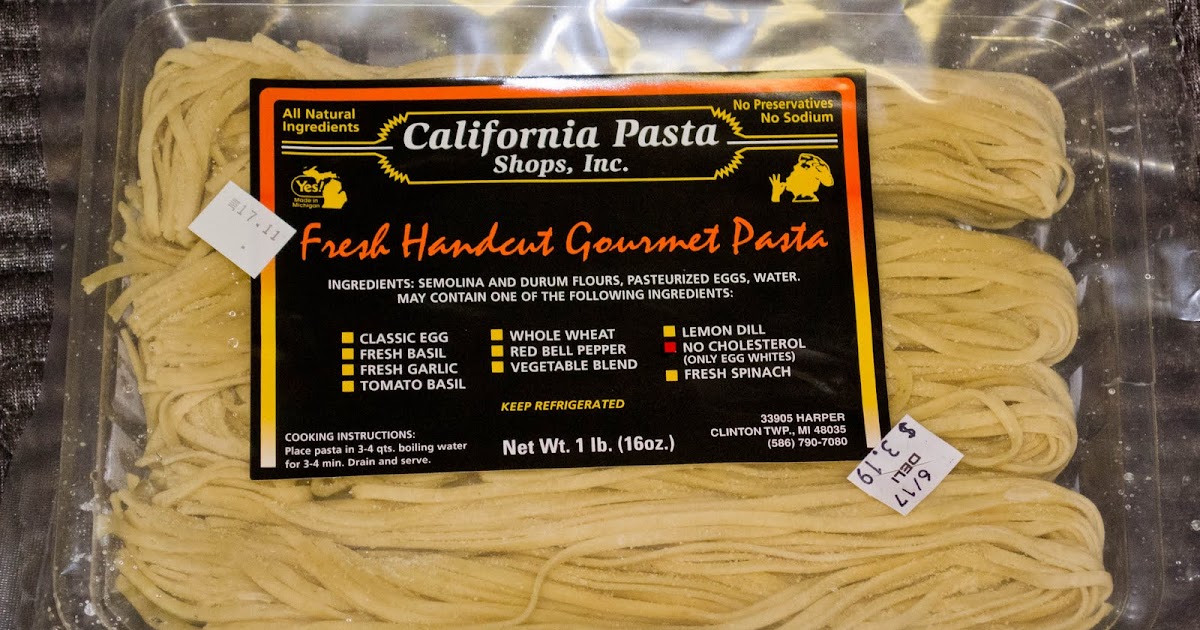 All Natural
Ingredients
California Pasta
Shops, Inc.
No Preservatives
No Sodium
Yes!
Made in
Michigan
17.11
Fresh Handcut Gourmet Pasta
INGREDIENTS: SEMOLINA AND DURUM FLOURS, PASTEURIZED EGGS, WATER.
MAY CONTAIN ONE OF THE FOLLOWING INGREDIENTS:
CLASSIC EGG
FRESH BASIL
FRESH GARLIC
TOMATO BASIL
WHOLE WHEAT
RED BELL PEPPER
VEGETABLE BLEND
LEMON DILL
NO CHOLESTEROL
(ONLY EGG WHITES)
FRESH SPINACH
KEEP REFRIGERATED
COOKING INSTRUCTIONS:
Place pasta in 3-4 qts. boiling water
for 3-4 min. Drain and serve.
Net Wt. 1 lb. (16oz.)
33905 HARPER
CLINTON TWP., MI 48035
(586) 790-7080
6/17
DELI
$ 3.19